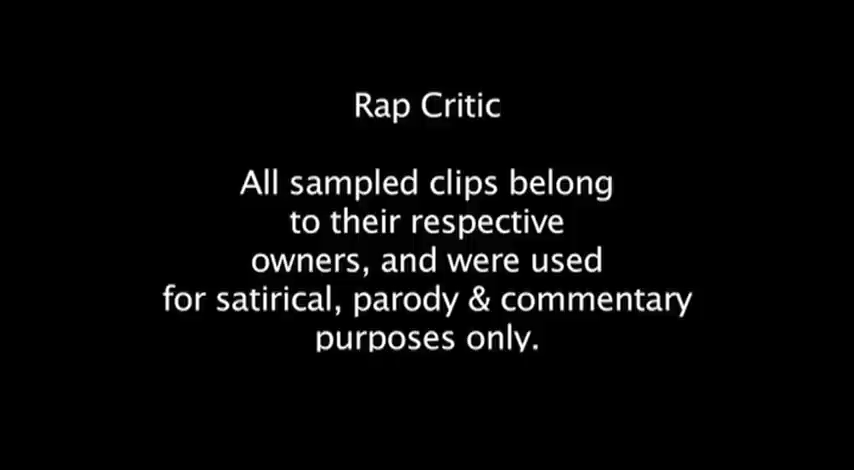 Rap Critic
All sampled clips belong
to their respective
owners, and were used
for satirical, parody & commentary
purposes only.